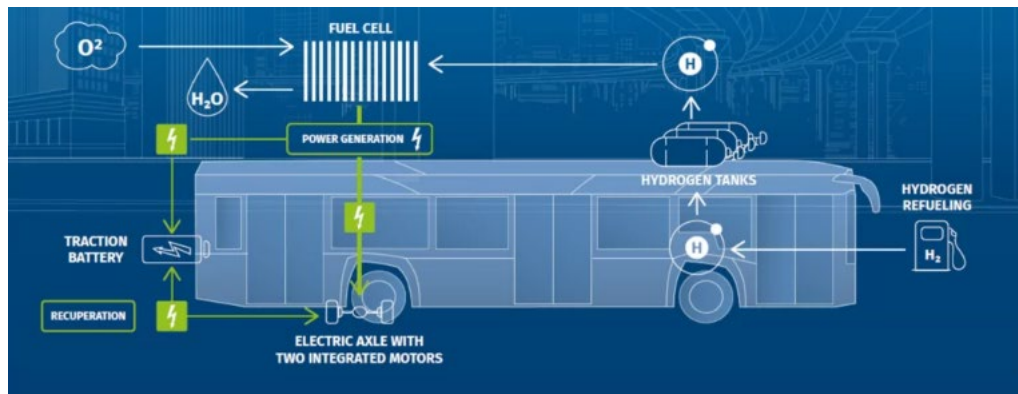 O²
FUEL CELL
H
H₂O
POWER GENERATION
HYDROGEN TANKS
HYDROGEN
REFUELING
TRACTION
BATTERY
H
H₂
RECUPERATION
ELECTRIC AXLE WITH
TWO INTEGRATED MOTORS